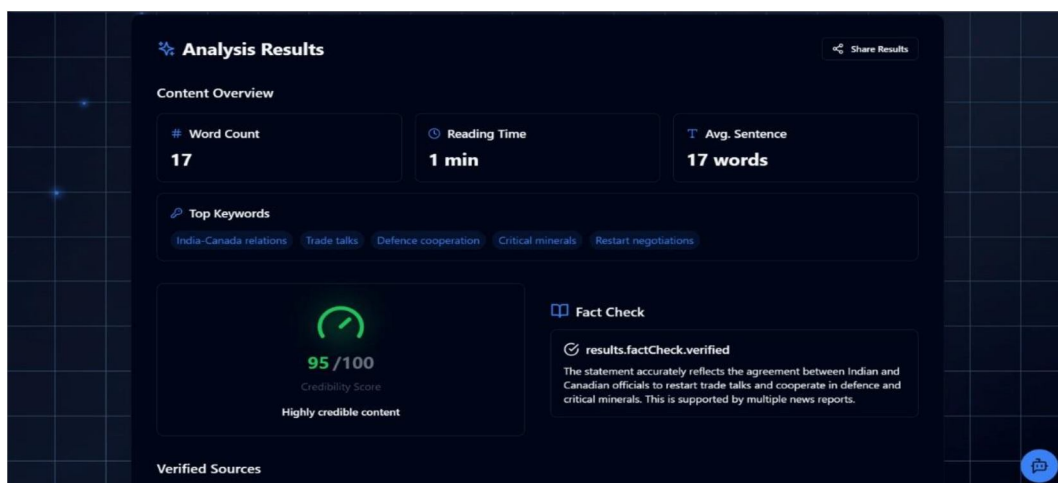 Analysis Results
Share Results
Content Overview
# Word Count
Reading Time
T Avg. Sentence
17
1 min
17 words
Top Keywords
India-Canada relations
Trade talks
Defence cooperation
Critical minerals
Restart negotiations
95 /100
Credibility Score
Highly credible content
Fact Check
results.factCheck.verified
The statement accurately reflects the agreement between Indian and
Canadian officials to restart trade talks and cooperate in defence and
critical minerals. This is supported by multiple news reports.
Verified Sources